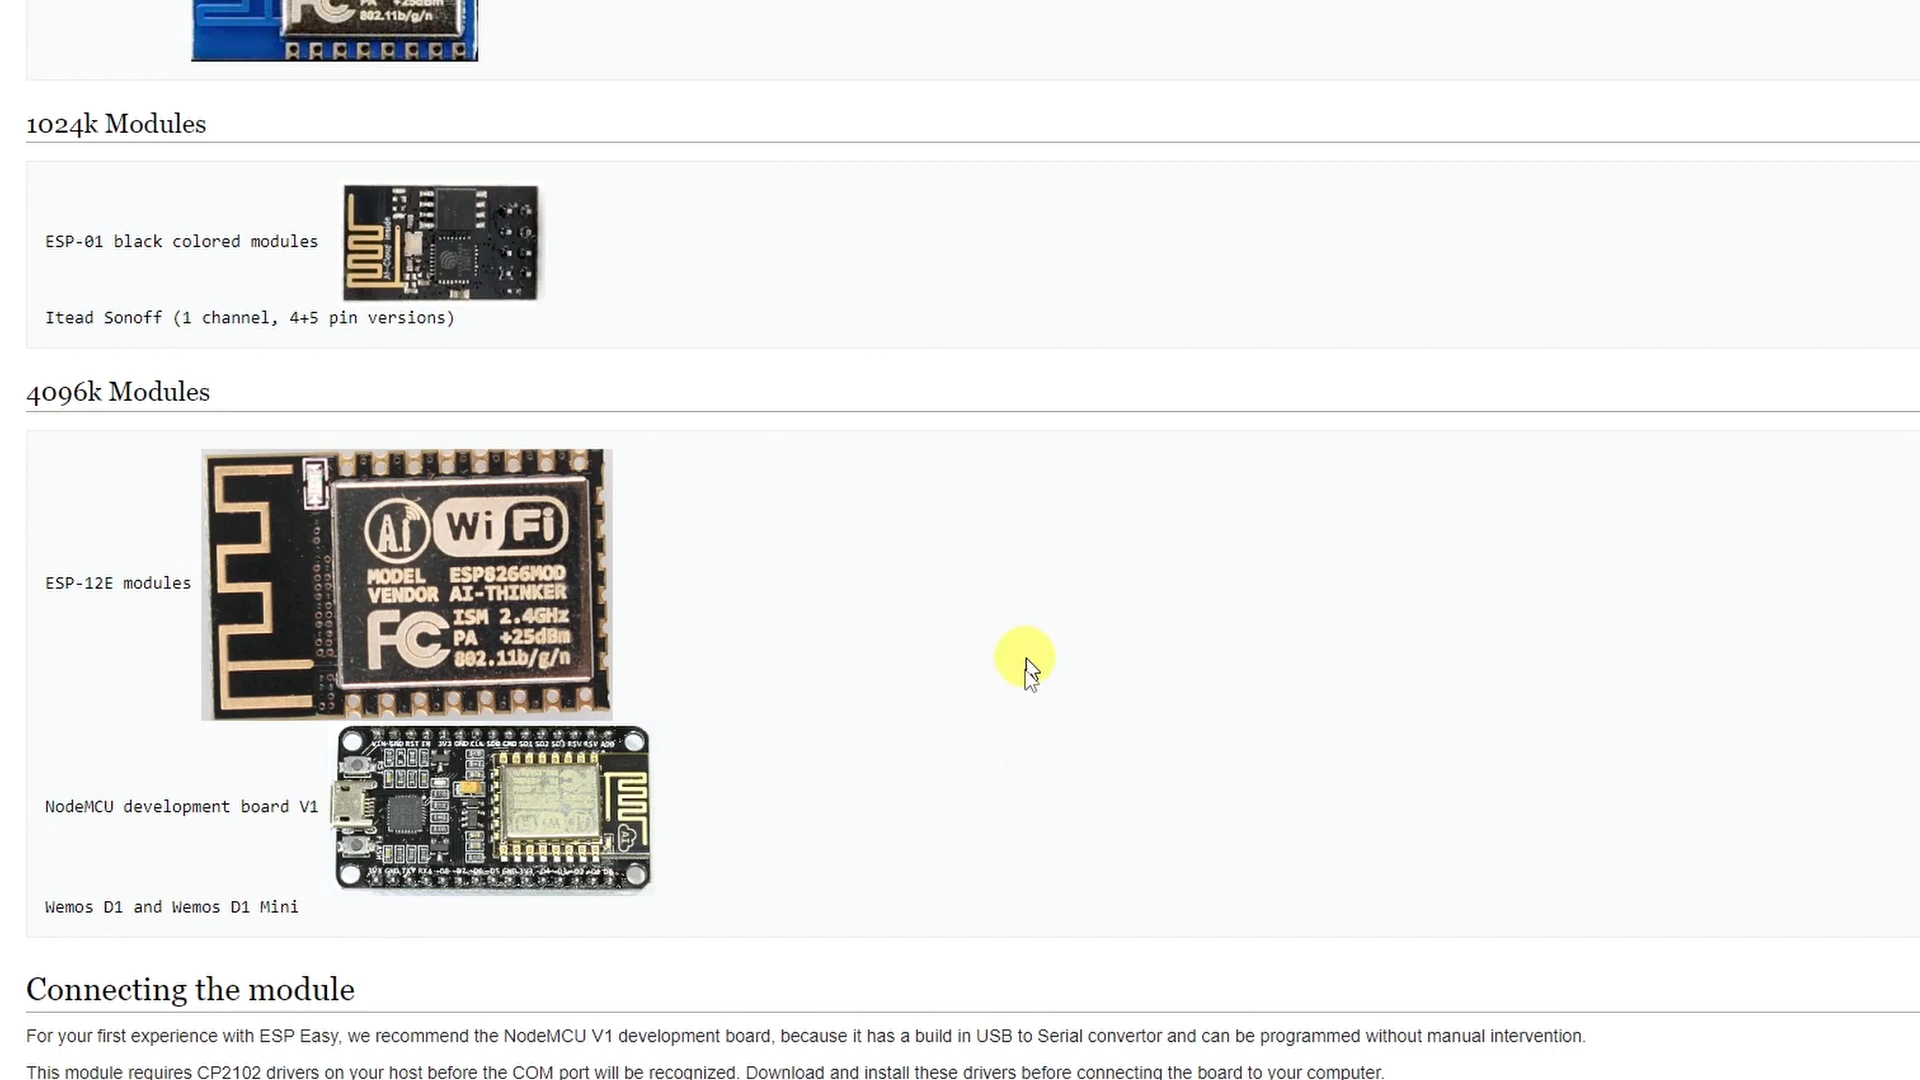 PA +25dBm
802.11b/g/n
1024k Modules
ESP-01 black colored modules
Itead Sonoff (1 channel, 4+5 pin versions)
4096k Modules
ESP-12E modules
Ai WiFi
MODEL ESP8266MOD
VENDOR AI-THINKER
FC ISM 2.4GHz
PA +25dBm
802.11b/g/n
NodeMCU development board V1
Wemos D1 and Wemos D1 Mini
Connecting the module
For your first experience with ESP Easy, we recommend the NodeMCU V1 development board, because it has a build in USB to Serial convertor and can be programmed without manual intervention.
This module requires CP2102 drivers on your host before the COM port will be recognized. Download and install these drivers before connecting the board to your computer.